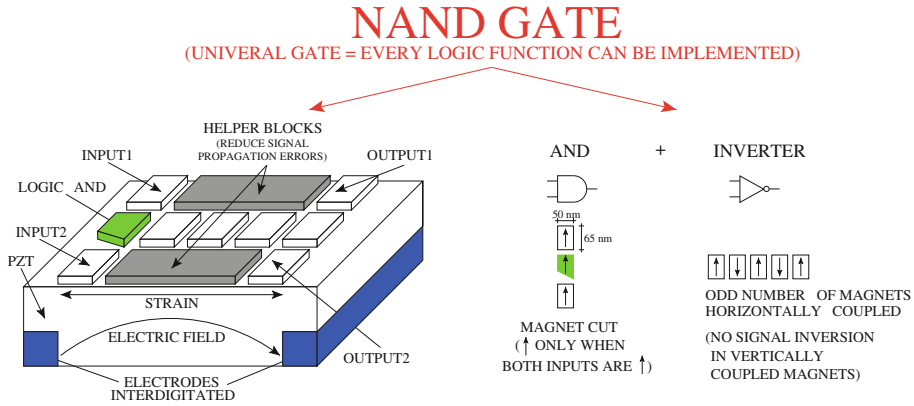 NAND GATE
(UNIVERAL GATE = EVERY LOGIC FUNCTION CAN BE IMPLEMENTED)
HELPER BLOCKS
(REDUCE SIGNAL
PROPAGATION ERRORS)
INPUT1
OUTPUT1
LOGIC AND
INPUT2
PZT
STRAIN
ELECTRIC FIELD
OUTPUT2
ELECTRODES
INTERDIGITATED
AND + INVERTER
50 nm
65 nm
MAGNET CUT
(↑ ONLY WHEN
BOTH INPUTS ARE ↑)
ODD NUMBER OF MAGNETS
HORIZONTALLY COUPLED
(NO SIGNAL INVERSION
IN VERTICALLY
COUPLED MAGNETS)